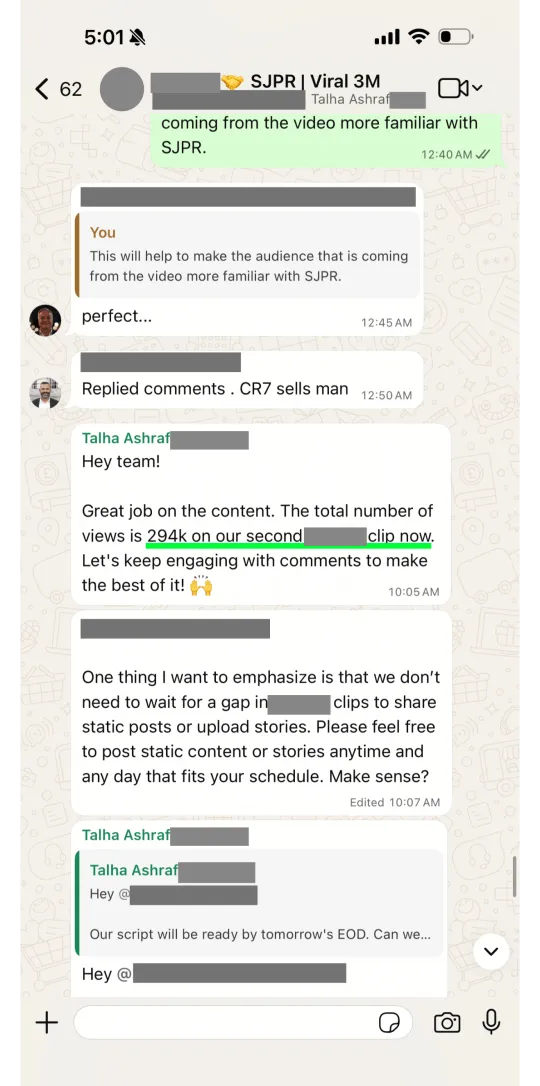 5:01
62
🤝 SJPR | Viral 3M
Talha Ashraf
coming from the video more familiar with
SJPR.
12:40 AM
You
This will help to make the audience that is coming
from the video more familiar with SJPR.
perfect...
12:45 AM
Replied comments . CR7 sells man
12:50 AM
Talha Ashraf
Hey team!
Great job on the content. The total number of
views is 294k on our second clip now.
Let's keep engaging with comments to make
the best of it! 🙌
10:05 AM
One thing I want to emphasize is that we don’t
need to wait for a gap in clips to share
static posts or upload stories. Please feel free
to post static content or stories anytime and
any day that fits your schedule. Make sense?
Edited 10:07 AM
Talha Ashraf
Talha Ashraf
Hey @
Our script will be ready by tomorrow's EOD. Can we...
Hey @